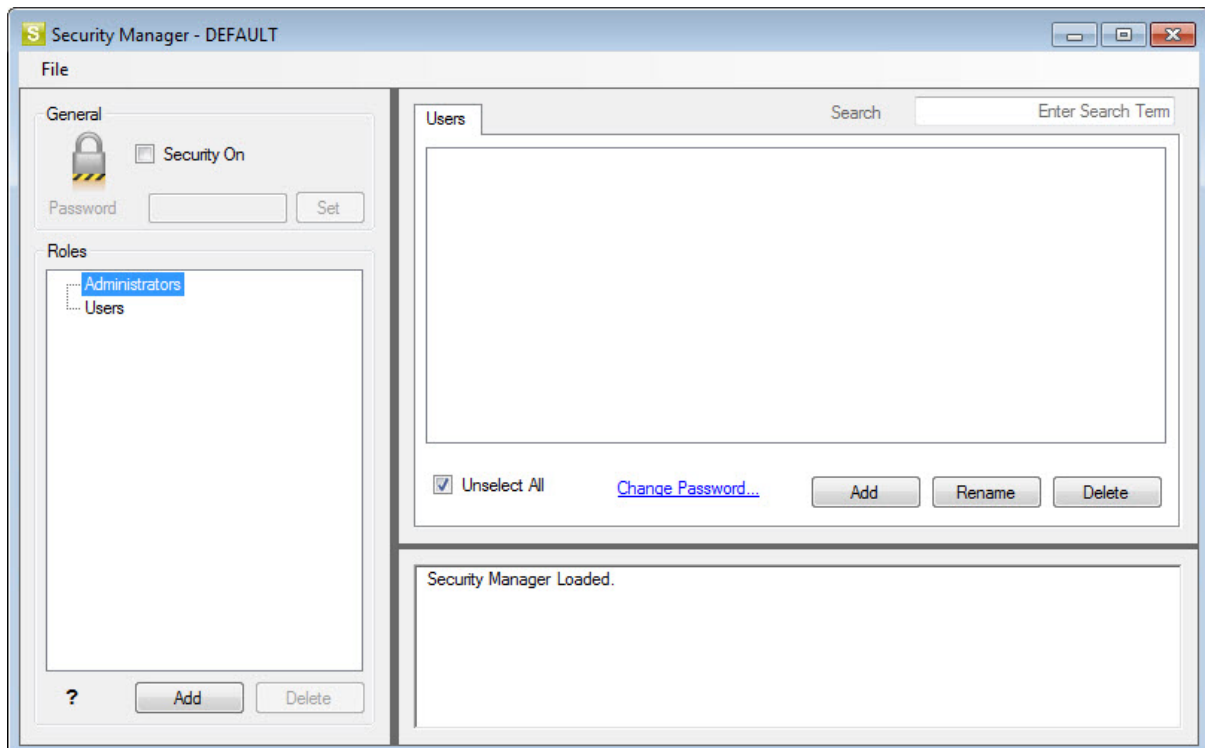 S Security Manager - DEFAULT
File
General
Security On
Password
Set
Roles
Administrators
Users
?
Add
Delete
Users
Search
Enter Search Term
Unselect All
Change Password...
Add
Rename
Delete
Security Manager Loaded.